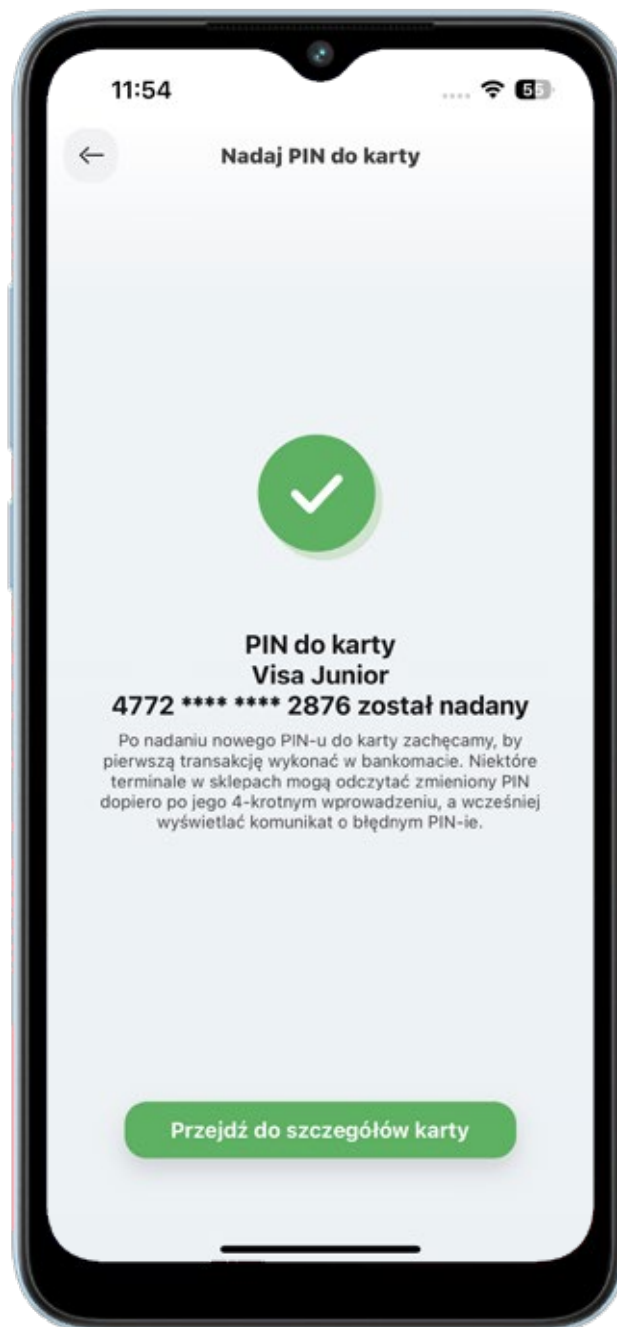 11:54
55
Nadaj PIN do karty
PIN do karty
Visa Junior
4772 **** **** 2876 został nadany
Po nadaniu nowego PIN-u do karty zachęcamy, by
pierwszą transakcję wykonać w bankomacie. Niektóre
terminale w sklepach mogą odczytać zmieniony PIN
dopiero po jego 4-krotnym wprowadzeniu, a wcześniej
wyświetlać komunikat o błędnym PIN-ie.
Przejdź do szczegółów karty